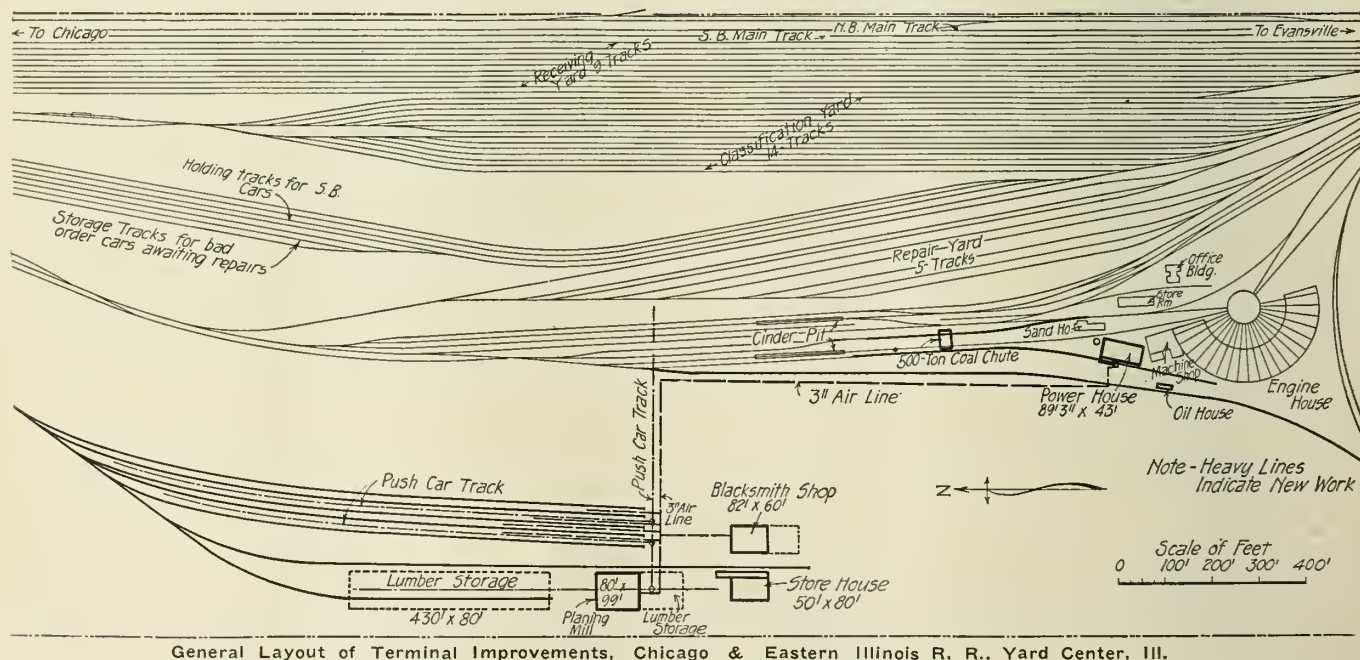 To Chicago
S.B. Main Track
N.B. Main Track
To Evansville
Receiving
Yard 9-Tracks
Classification Yard
14-Tracks
Holding tracks for S.B.
Cars
Storage Tracks for bad
order cars awaiting repairs
Repair-Yard
5-Tracks
Office
Bldg.
Store
Rm
Cinder-Pit
500-Ton Coal Chute
Sand Ho.
Machine
Shop
Power House
89'3" x 43'
Oil House
Engine
House
3" Air Line
Push Car Track
Push Car Track
3" Air
Line
Blacksmith Shop
82' x 60'
Note - Heavy Lines
Indicate New Work
N
Scale of Feet
0 100' 200' 300' 400'
Lumber Storage
430' x 80'
80' x
99'
Planing
Mill
Lumber
Storage
Store House
50' x 80'
General Layout of Terminal Improvements, Chicago & Eastern Illinois R. R., Yard Center, Ill.